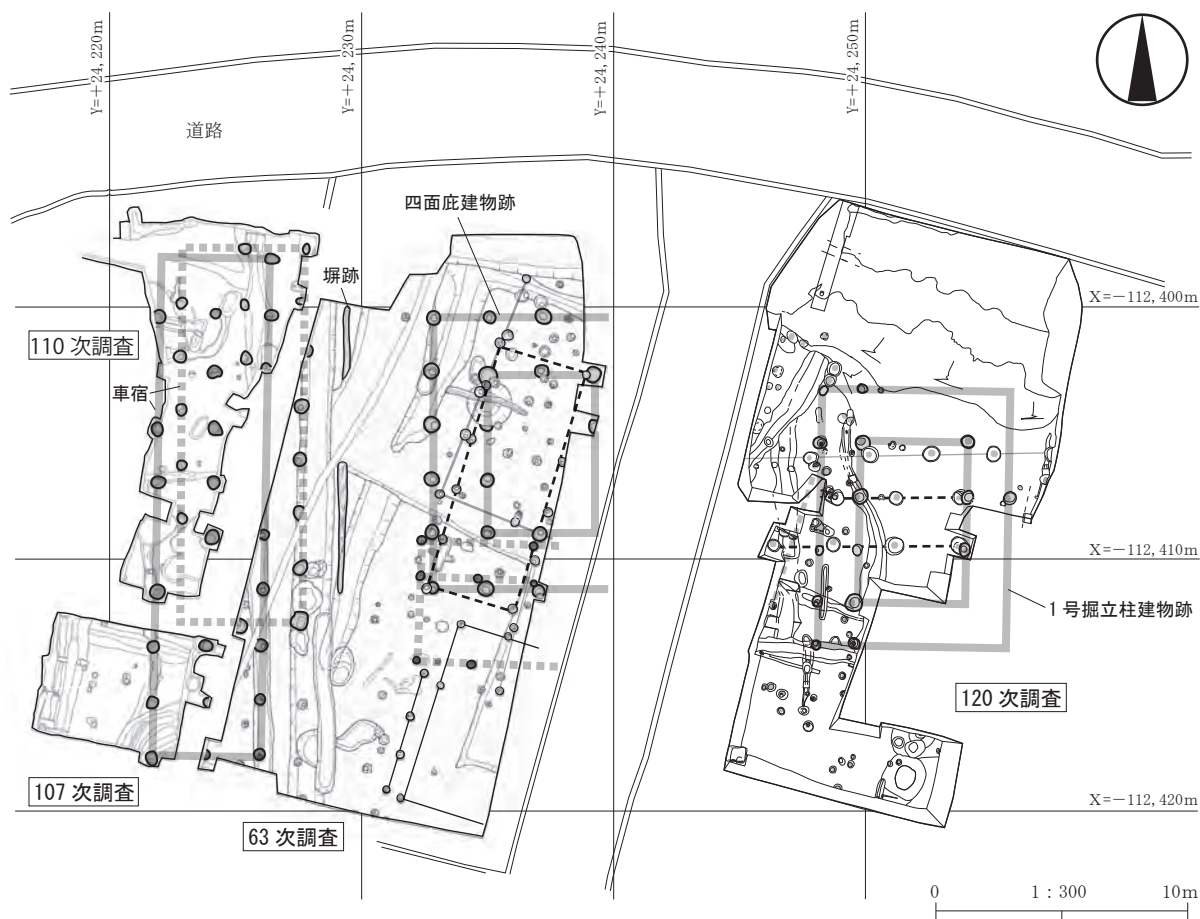 Y=+24,220m
Y=+24,230m
Y=+24,240m
Y=+24,250m
道路
四面庇建物跡
塀跡
X=-112,400m
110 次調査
車宿
X=-112,410m
1 号掘立柱建物跡
120 次調査
107 次調査
X=-112,420m
63 次調査
0 1:300 10m